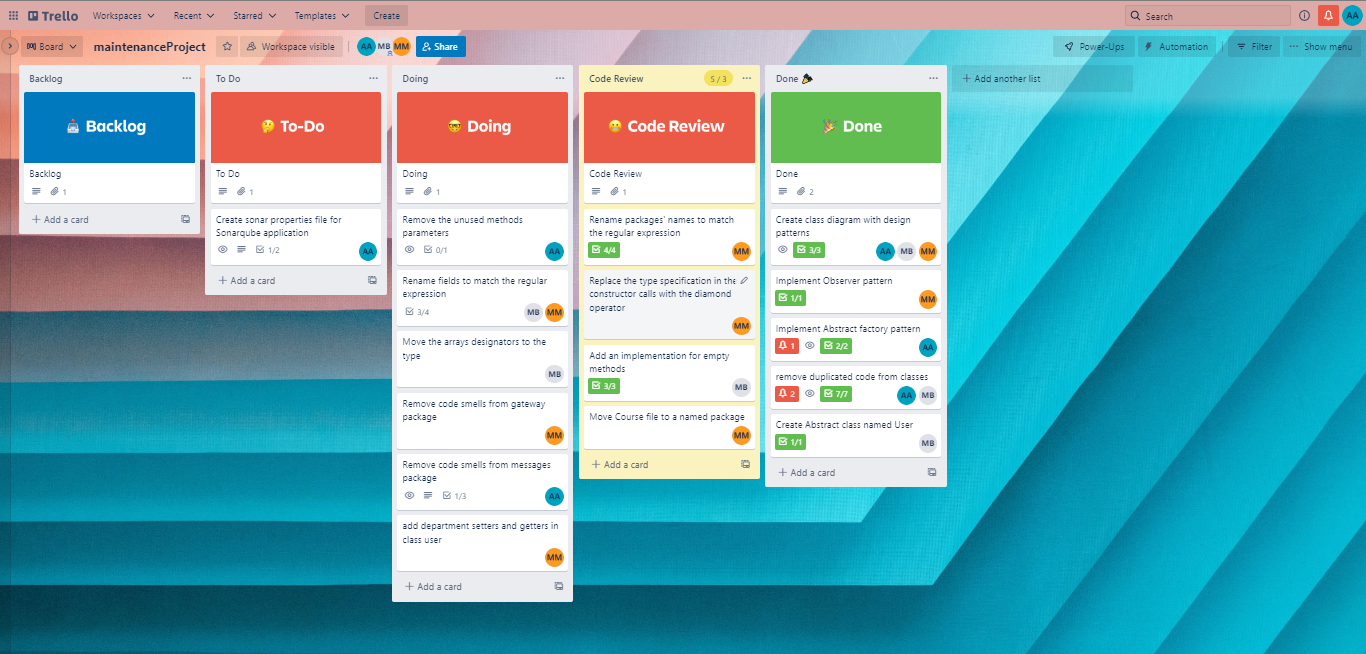 Trello
Workspaces
Recent
Starred
Templates
Create
Search
AA
Board
maintenanceProject
Workspace visible
AA
MB
MM
Share
Power-Ups
Automation
Filter
Show menu
Backlog
Backlog
Backlog
1
+ Add a card
To Do
To-Do
To Do
1
Create sonar properties file for
Sonarqube application
1/2
AA
+ Add a card
Doing
Doing
Doing
1
Remove the unused methods
parameters
0/1
AA
Rename fields to match the regular
expression
3/4
MB
MM
Move the arrays designators to the
type
MB
Remove code smells from gateway
package
MM
Remove code smells from messages
package
1/3
AA
add department setters and getters in
class user
MM
+ Add a card
Code Review
5 / 3
Code Review
Code Review
1
Rename packages' names to match
the regular expression
4/4
MM
Replace the type specification in the
constructor calls with the diamond
operator
MM
Add an implementation for empty
methods
3/3
MB
Move Course file to a named package
MM
+ Add a card
Done
Done
Done
2
Create class diagram with design
patterns
3/3
AA
MB
MM
Implement Observer pattern
1/1
MM
Implement Abstract factory pattern
1
2/2
AA
remove duplicated code from classes
2
7/7
AA
MB
Create Abstract class named User
1/1
MB
+ Add a card
+ Add another list